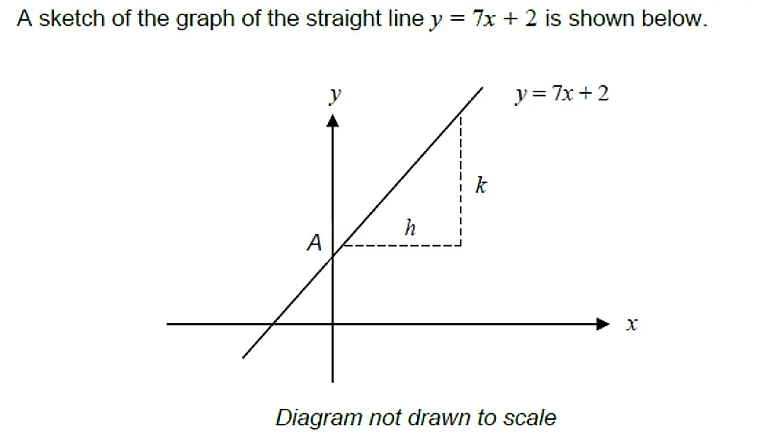 A sketch of the graph of the straight line y = 7x + 2 is shown below.
y
y = 7x + 2
k
h
A
x
Diagram not drawn to scale